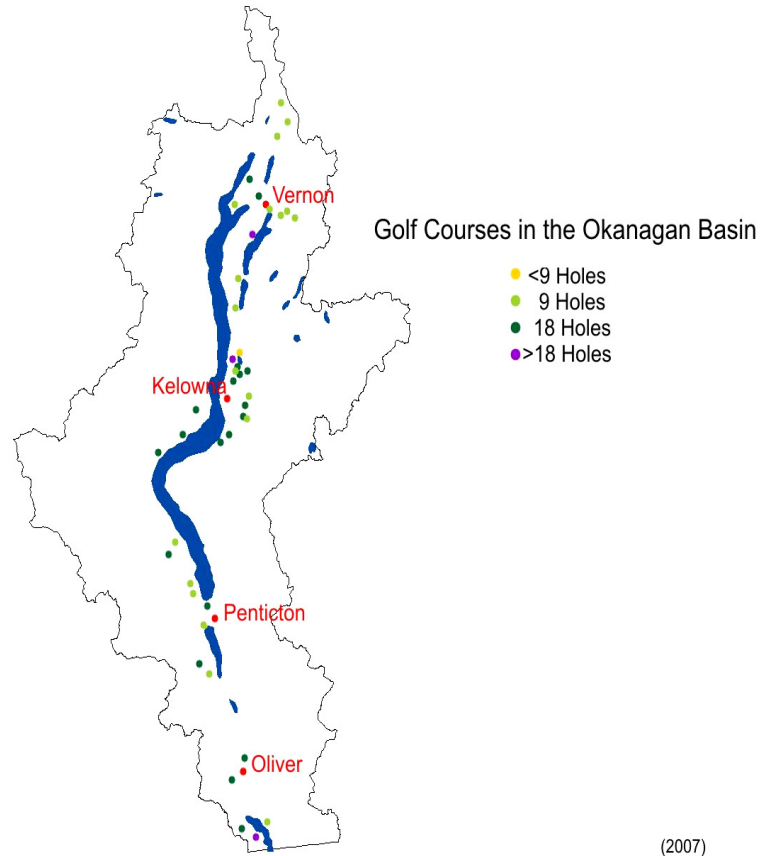 Vernon
Golf Courses in the Okanagan Basin
<9 Holes
9 Holes
18 Holes
>18 Holes
Kelowna
Penticton
Oliver
(2007)